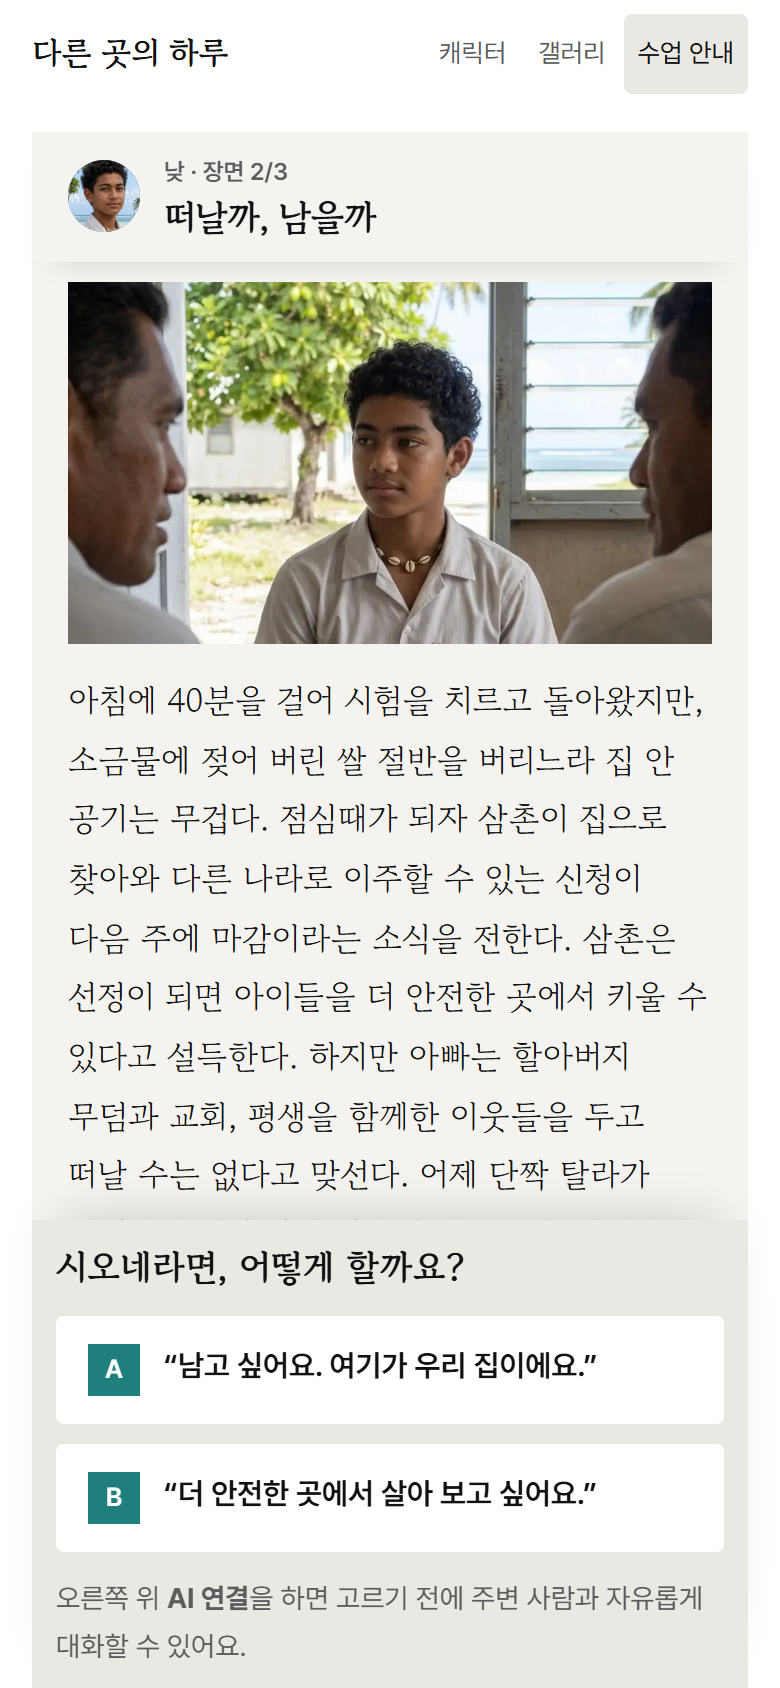 다른 곳의 하루
캐릭터 갤러리 수업 안내
낮 · 장면 2/3
떠날까, 남을까
아침에 40분을 걸어 시험을 치르고 돌아왔지만,
소금물에 젖어 버린 쌀 절반을 버리느라 집 안
공기는 무겁다. 점심때가 되자 삼촌이 집으로
찾아와 다른 나라로 이주할 수 있는 신청이
다음 주에 마감이라는 소식을 전한다. 삼촌은
선정이 되면 아이들을 더 안전한 곳에서 키울 수
있다고 설득한다. 하지만 아빠는 할아버지
무덤과 교회, 평생을 함께한 이웃들을 두고
떠날 수는 없다고 맞선다. 어제 단짝 탈라가
시오네라면, 어떻게 할까요?
A “남고 싶어요. 여기가 우리 집이에요.”
B “더 안전한 곳에서 살아 보고 싶어요.”
오른쪽 위 AI 연결을 하면 고르기 전에 주변 사람과 자유롭게
대화할 수 있어요.